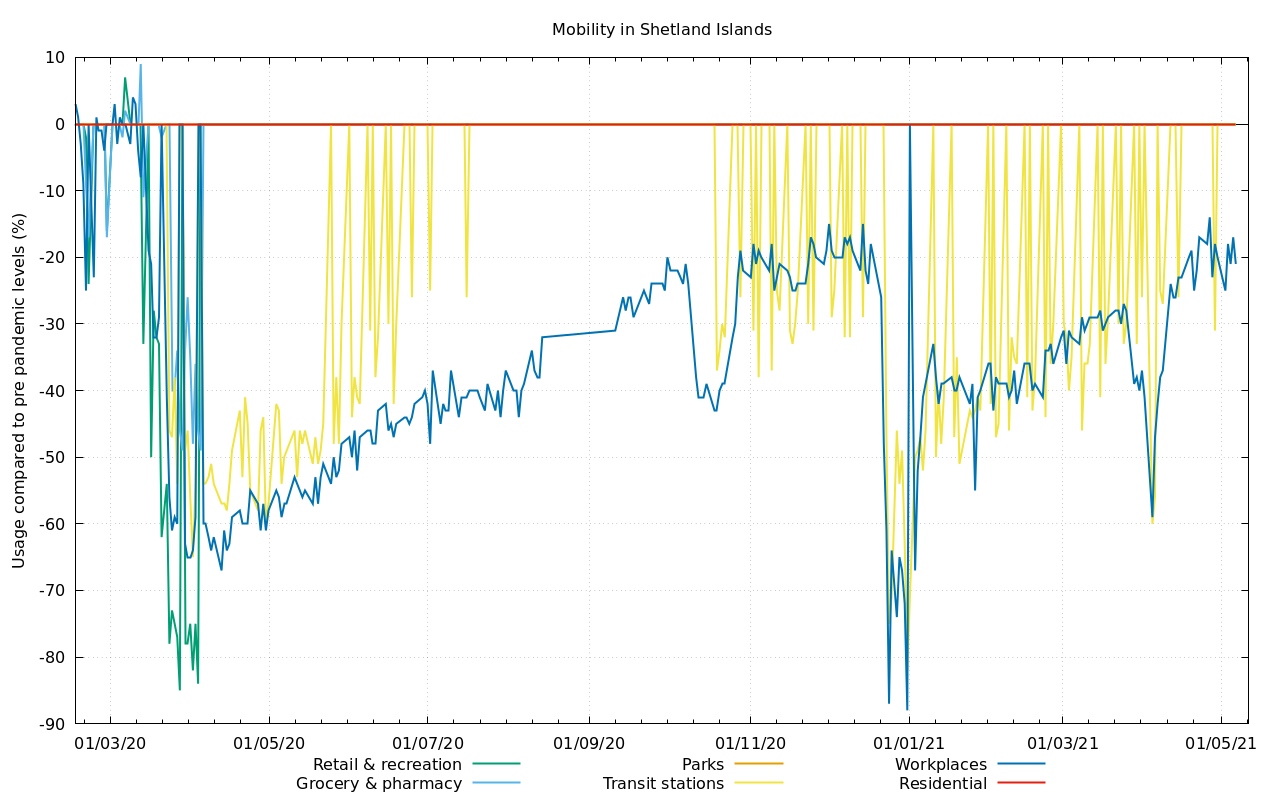 Mobility in Shetland Islands
Usage compared to pre pandemic levels (%)
10
0
-10
-20
-30
-40
-50
-60
-70
-80
-90
01/03/20 01/05/20 01/07/20 01/09/20 01/11/20 01/01/21 01/03/21 01/05/21
Retail & recreation Parks Workplaces
Grocery & pharmacy Transit stations Residential